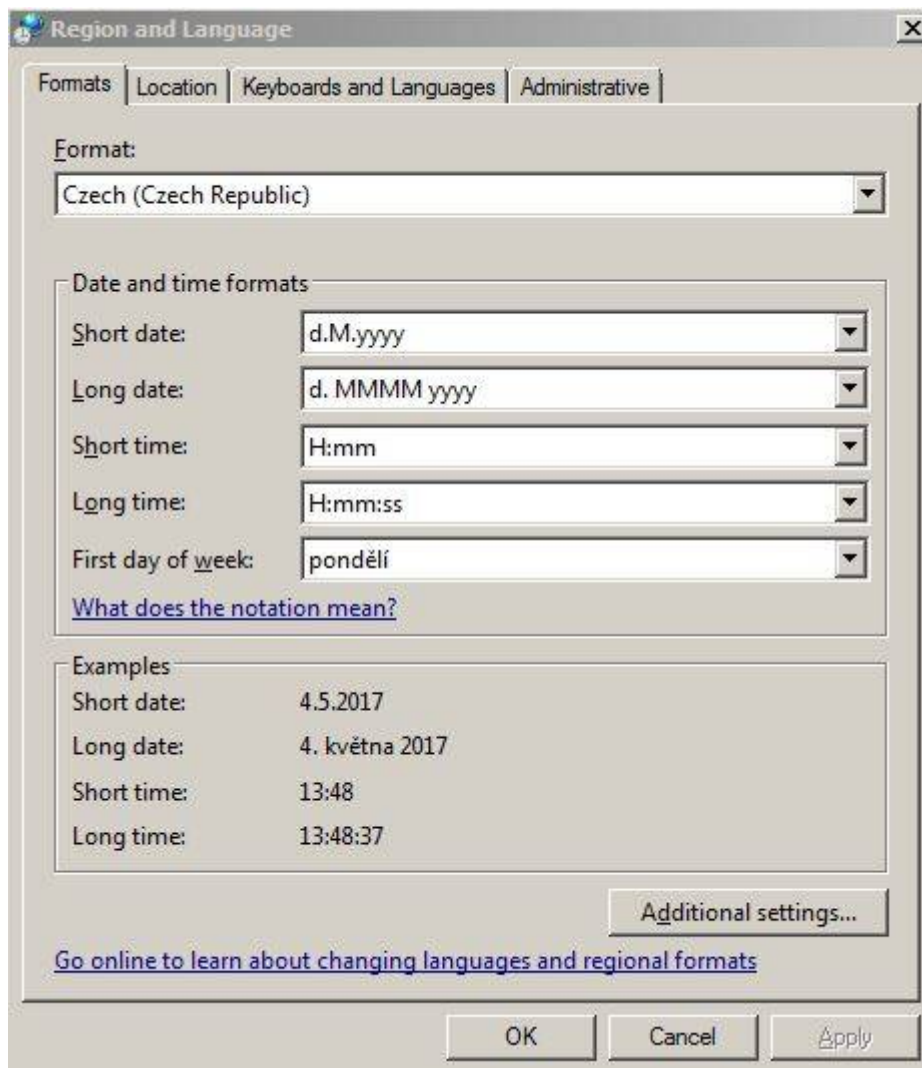 Region and Language
Formats Location Keyboards and Languages Administrative
Format:
Czech (Czech Republic)
Date and time formats
Short date: d.M.yyyy
Long date: d. MMMM yyyy
Short time: H:mm
Long time: H:mm:ss
First day of week: pondělí
What does the notation mean?
Examples
Short date: 4.5.2017
Long date: 4. května 2017
Short time: 13:48
Long time: 13:48:37
Additional settings...
Go online to learn about changing languages and regional formats
OK Cancel Apply